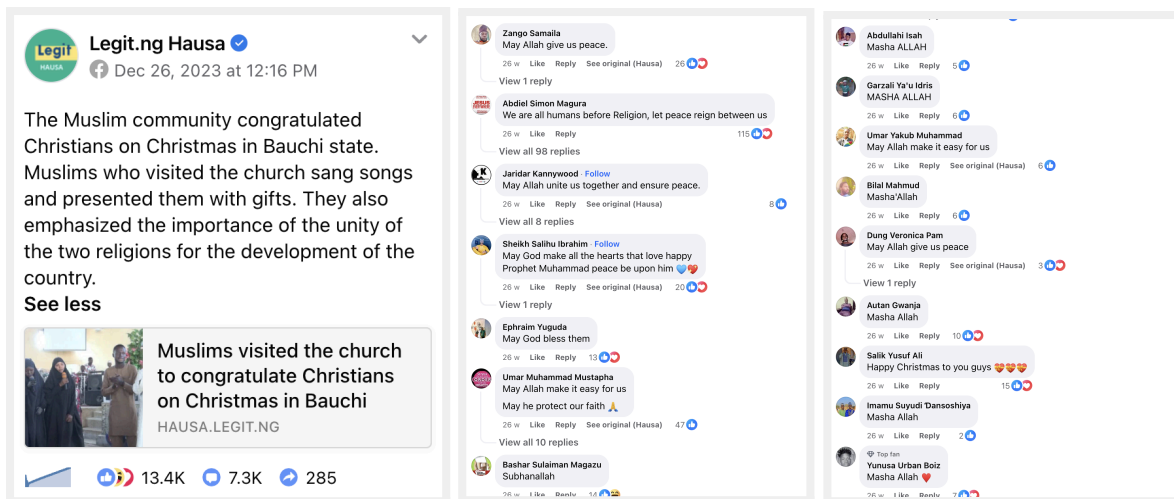 Legit
HAUSA
Legit.ng Hausa
Dec 26, 2023 at 12:16 PM
The Muslim community congratulated
Christians on Christmas in Bauchi state.
Muslims who visited the church sang songs
and presented them with gifts. They also
emphasized the importance of the unity of
the two religions for the development of the
country.
See less
Muslims visited the church
to congratulate Christians
on Christmas in Bauchi
HAUSA.LEGIT.NG
13.4K 7.3K 285
Zango Samaila
May Allah give us peace.
26 w Like Reply See original (Hausa) 26
View 1 reply
Abdiel Simon Magura
We are all humans before Religion, let peace reign between us
26 w Like Reply 115
View all 98 replies
Jaridar Kannywood · Follow
May Allah unite us together and ensure peace.
26 w Like Reply See original (Hausa) 8
View all 8 replies
Sheikh Salihu Ibrahim · Follow
May God make all the hearts that love happy
Prophet Muhammad peace be upon him 💙💖
26 w Like Reply See original (Hausa) 20
View 1 reply
Ephraim Yuguda
May God bless them
26 w Like Reply 13
Umar Muhammad Mustapha
May Allah make it easy for us
May he protect our faith 🙏
26 w Like Reply See original (Hausa) 47
View all 10 replies
Bashar Sulaiman Magazu
Subhanallah
26 w Like Reply 14
Abdullahi Isah
Masha ALLAH
26 w Like Reply 5
Garzali Ya'u Idris
MASHA ALLAH
26 w Like Reply 6
Umar Yakub Muhammad
May Allah make it easy for us
26 w Like Reply See original (Hausa) 6
Bilal Mahmud
Masha'Allah
26 w Like Reply 6
Dung Veronica Pam
May Allah give us peace
26 w Like Reply See original (Hausa) 3
View 1 reply
Autan Gwanja
Masha Allah
26 w Like Reply 10
Salik Yusuf Ali
Happy Christmas to you guys 💝💝💝
26 w Like Reply 15
Imamu Suyudi 'Dansoshiya
Masha Allah
26 w Like Reply 2
Top fan
Yunusa Urban Boiz
Masha Allah ❤️
26 w Like Reply 7